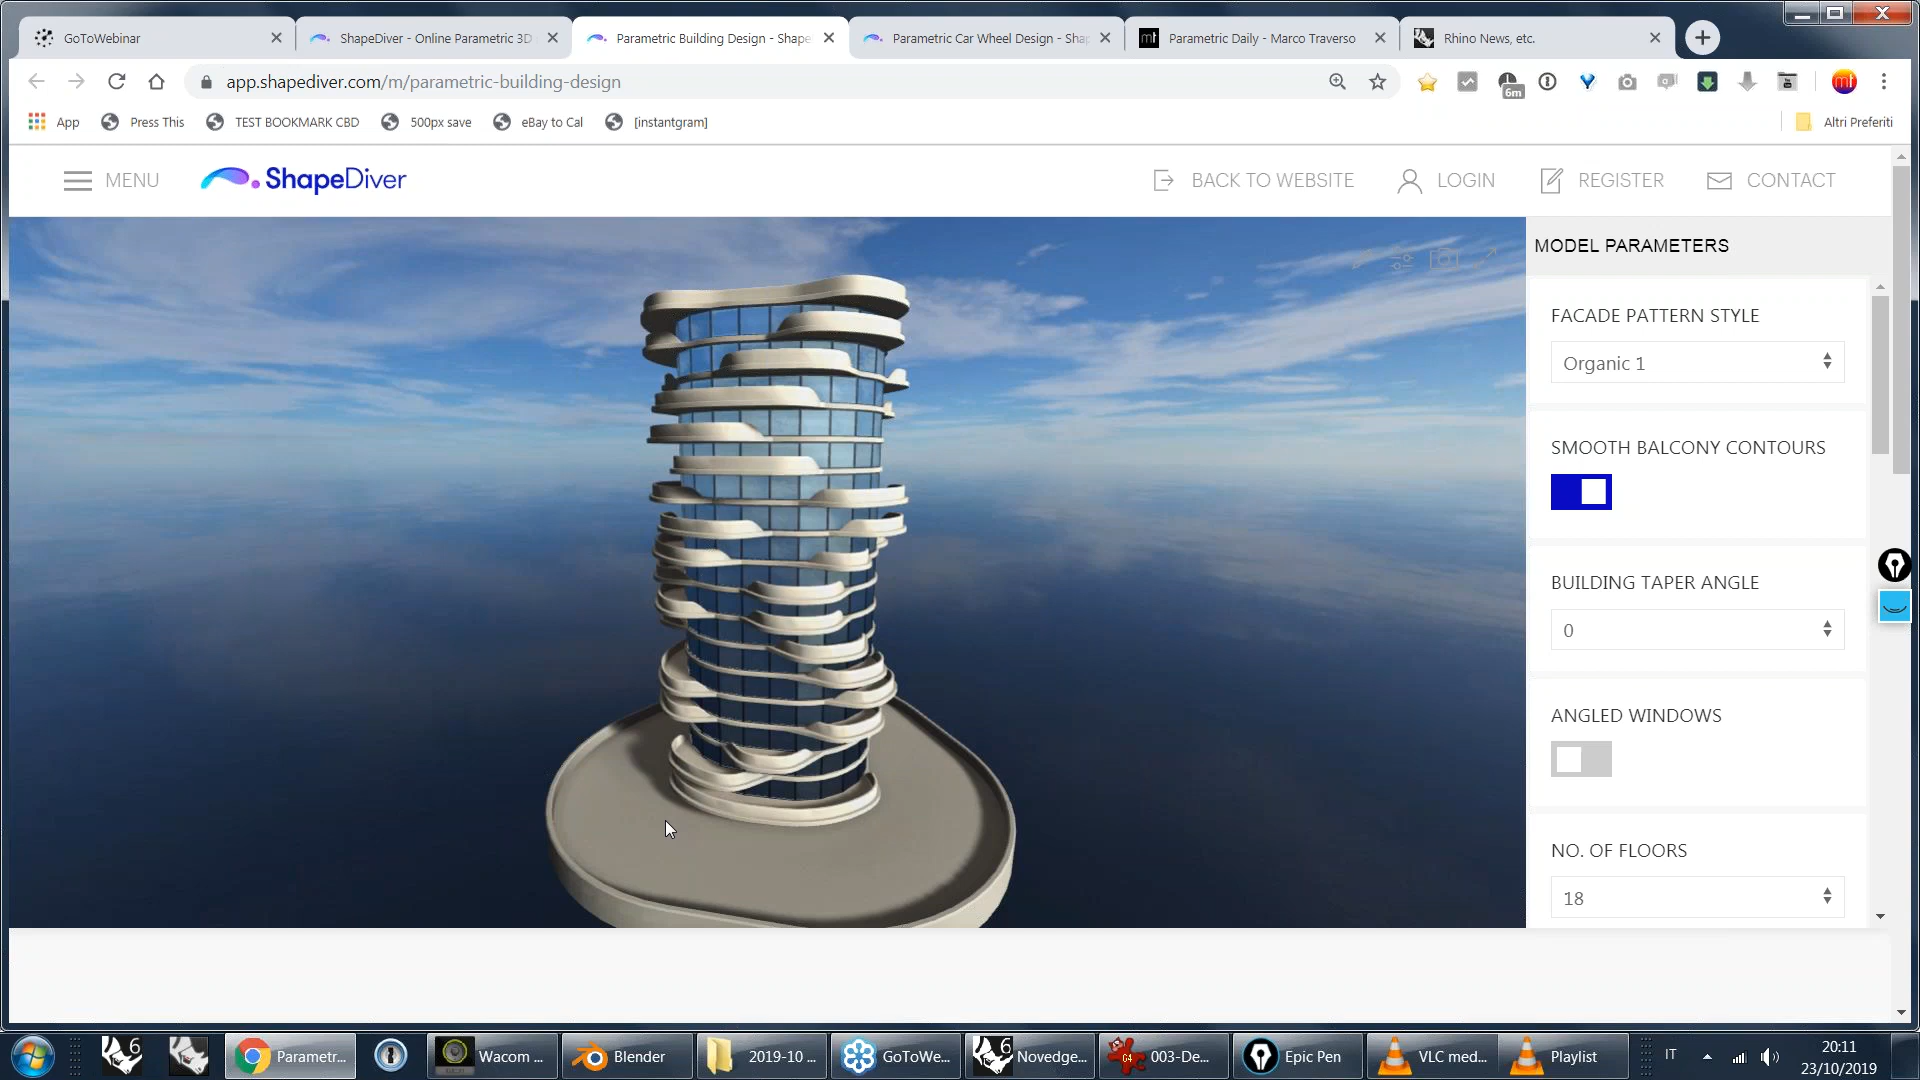 GoToWebinar
ShapeDiver - Online Parametric 3D
Parametric Building Design - Shape
Parametric Car Wheel Design - Sha
Parametric Daily - Marco Traverso
Rhino News, etc.
app.shapediver.com/m/parametric-building-design
6m
App
Press This
TEST BOOKMARK CBD
500px save
eBay to Cal
[instantgram]
Altri Preferiti
MENU
ShapeDiver
BACK TO WEBSITE
LOGIN
REGISTER
CONTACT
MODEL PARAMETERS
FACADE PATTERN STYLE
Organic 1
SMOOTH BALCONY CONTOURS
BUILDING TAPER ANGLE
0
ANGLED WINDOWS
NO. OF FLOORS
18
6
Parametr...
Wacom ...
Blender
2019-10 ...
GoToWe...
6
Novedge...
003-De...
Epic Pen
VLC med...
Playlist
IT
20:11
23/10/2019